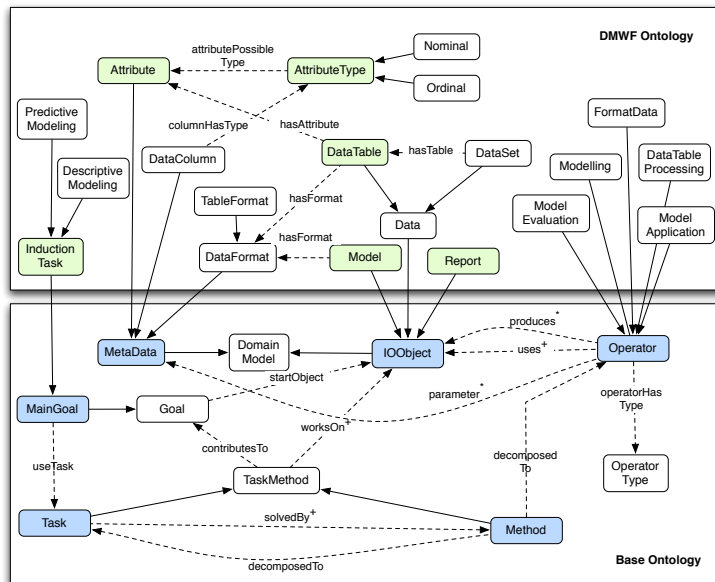 DMWF Ontology
Nominal
attributePossible
Type
Attribute
AttributeType
Ordinal
FormatData
Predictive
Modeling
columnHasType
hasAttribute
DataColumn
DataTable
hasTable
DataSet
Modelling
DataTable
Processing
Descriptive
Modeling
TableFormat
hasFormat
Data
Model
Evaluation
Model
Application
hasFormat
Induction
Task
DataFormat
Model
Report
produces*
MetaData
Domain
Model
IOObject
uses+
Operator
startObject
parameter*
operatorHas
Type
MainGoal
Goal
worksOn+
contributesTo
decomposed
To
useTask
TaskMethod
Operator
Type
Task
solvedBy+
Method
decomposedTo
Base Ontology